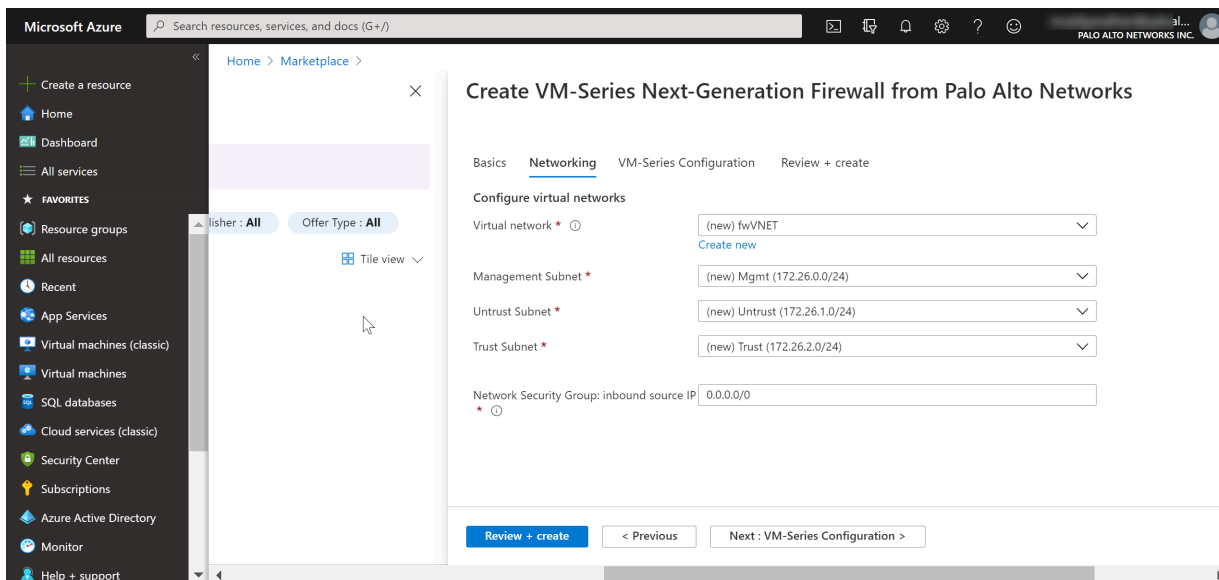 Microsoft Azure
Search resources, services, and docs (G+/)
al...
PALO ALTO NETWORKS INC.
«
Create a resource
Home
Dashboard
All services
FAVORITES
Resource groups
All resources
Recent
App Services
Virtual machines (classic)
Virtual machines
SQL databases
Cloud services (classic)
Security Center
Subscriptions
Azure Active Directory
Monitor
Help + support
Home > Marketplace >
lisher : All
Offer Type : All
Tile view
Create VM-Series Next-Generation Firewall from Palo Alto Networks
Basics Networking VM-Series Configuration Review + create
Configure virtual networks
Virtual network * (new) fwVNET
Create new
Management Subnet * (new) Mgmt (172.26.0.0/24)
Untrust Subnet * (new) Untrust (172.26.1.0/24)
Trust Subnet * (new) Trust (172.26.2.0/24)
Network Security Group: inbound source IP 0.0.0.0/0
*
Review + create < Previous Next : VM-Series Configuration >